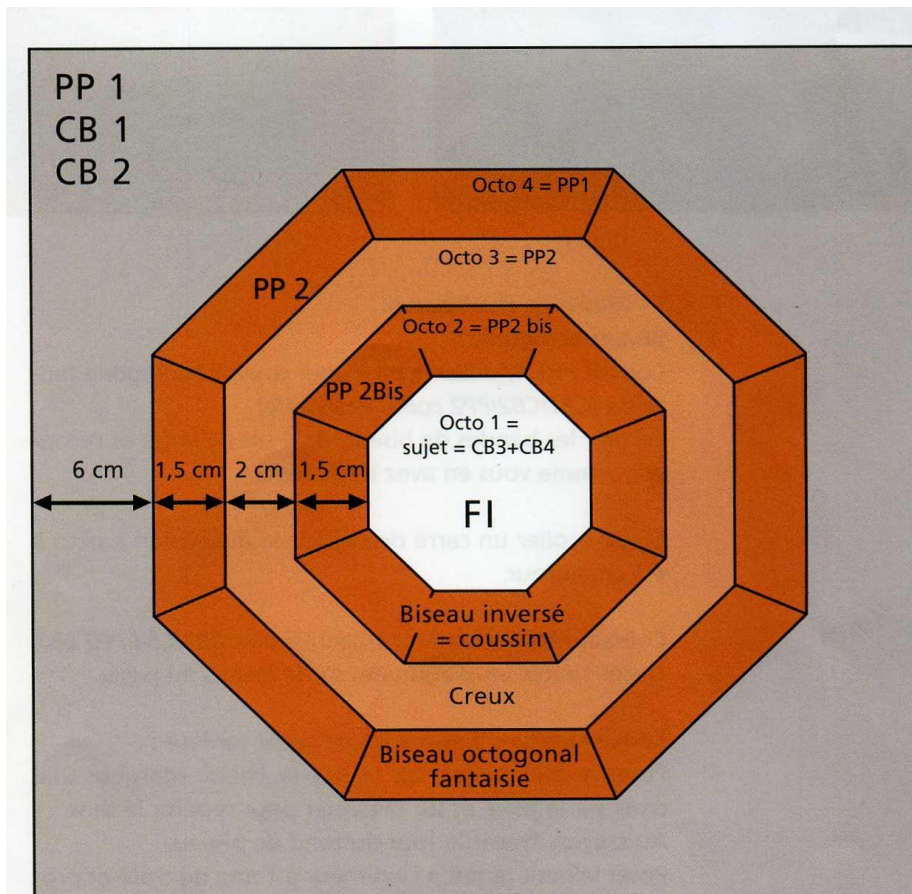 PP 1
CB 1
CB 2
Octo 4 = PP1
Octo 3 = PP2
PP 2
Octo 2 = PP2 bis
PP 2Bis
Octo 1 =
sujet = CB3+CB4
6 cm
1,5 cm
2 cm
1,5 cm
FI
Biseau inversé
= coussin
Creux
Biseau octogonal
fantaisie